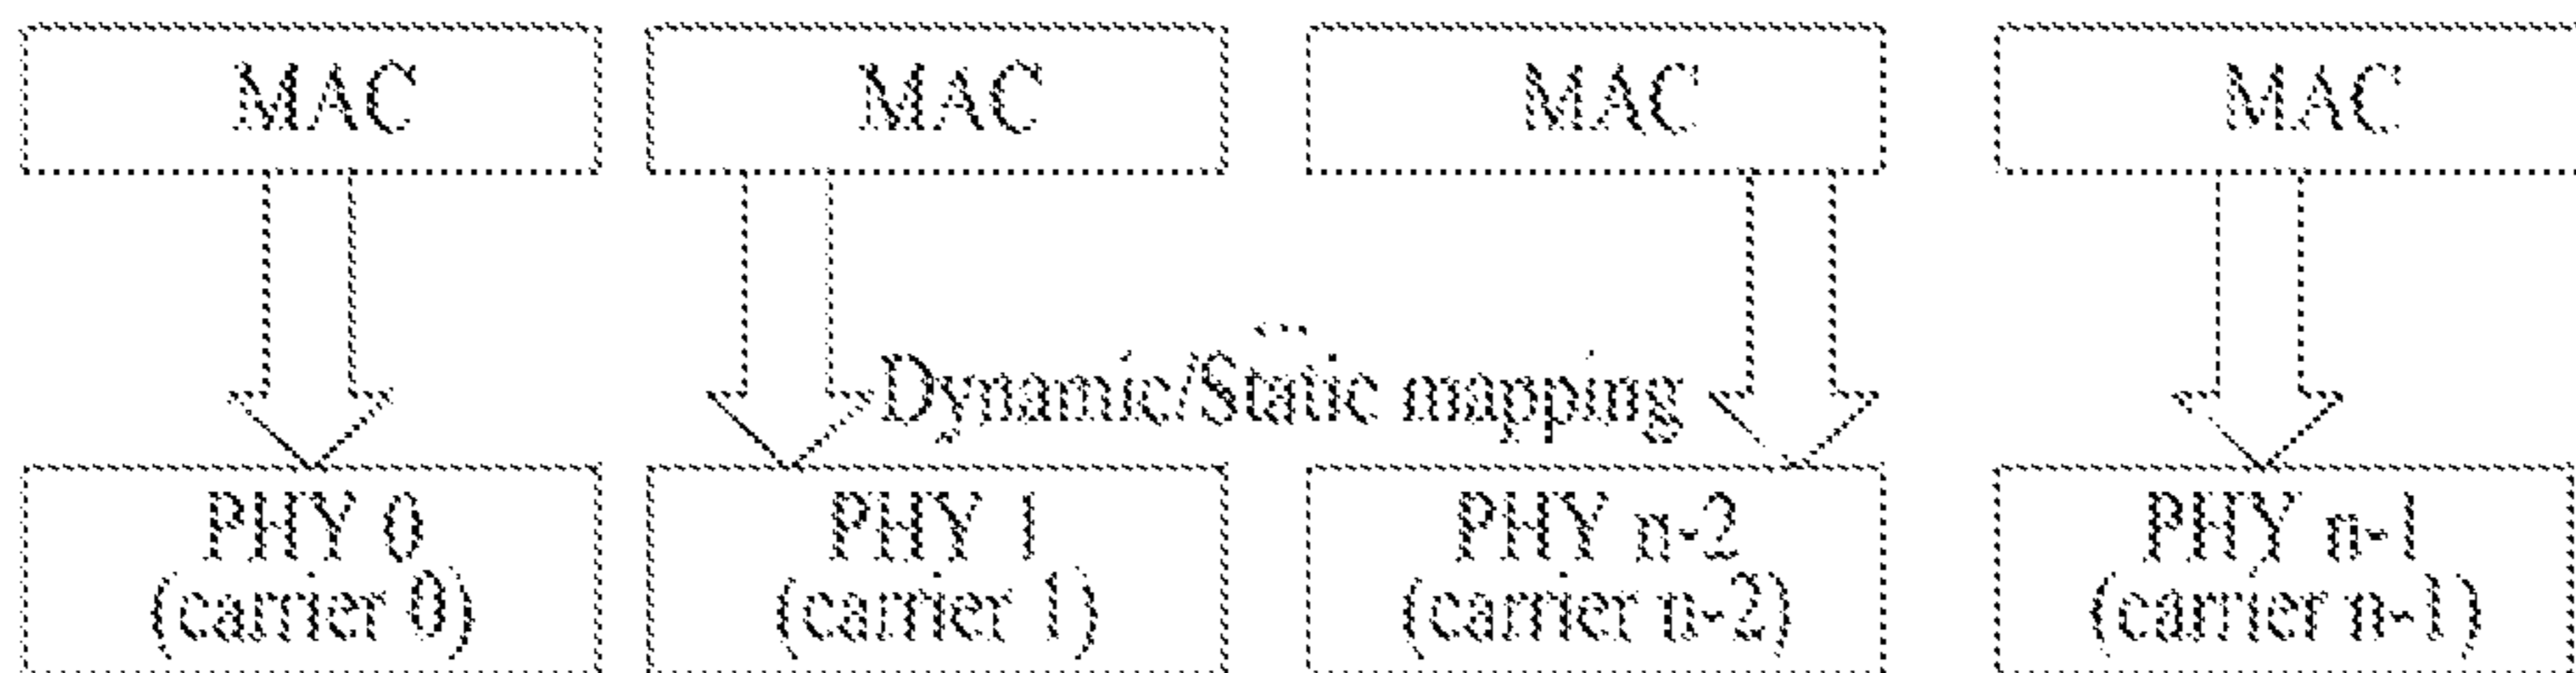 MAC
MAC
MAC
MAC
...
Dynamic/Static mapping
PHY 0
(carrier 0)
PHY 1
(carrier 1)
PHY n-2
(carrier n-2)
PHY n-1
(carrier n-1)